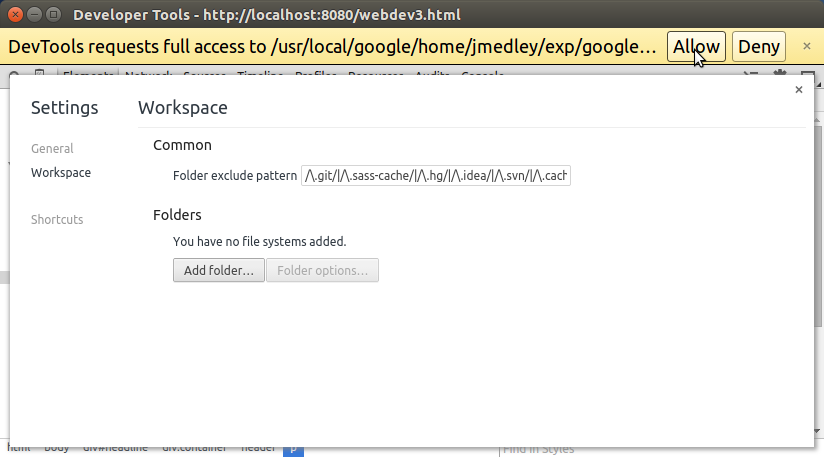 Developer Tools - http://localhost:8080/webdev3.html
DevTools requests full access to /usr/local/google/home/jmedley/exp/google... Allow Deny ×
Elements Network Sources Timeline Profiles Resources Audits Console
×
Settings
Workspace
General
Workspace
Shortcuts
Common
Folder exclude pattern /\.git/|/\.sass-cache/|/\.hg/|/\.idea/|/\.svn/|/\.cach
Folders
You have no file systems added.
Add folder... Folder options...
html body div#headline div.container header p
Find in Styles